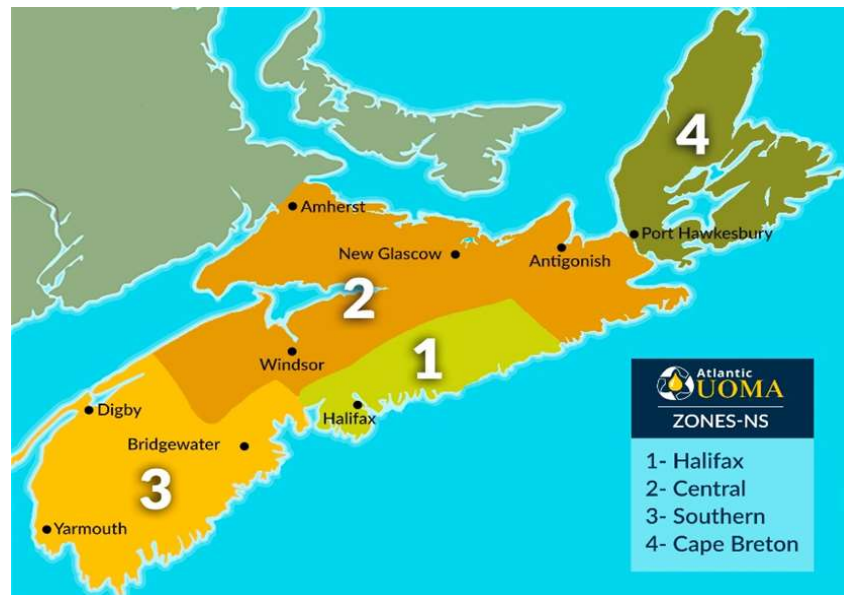 4
Amherst
Port Hawkesbury
New Glascow
Antigonish
2
1
Windsor
Digby
Halifax
Bridgewater
3
Yarmouth
Atlantic
UOMA
ZONES-NS
1- Halifax
2- Central
3- Southern
4- Cape Breton